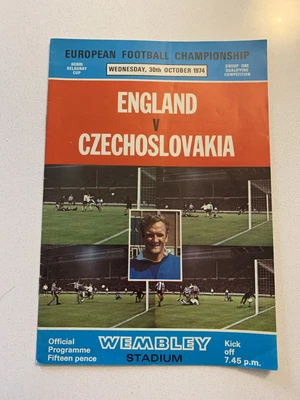 EUROPEAN FOOTBALL CHAMPIONSHIP
HENRI
DELAUNAY
CUP
WEDNESDAY, 30th OCTOBER 1974
GROUP ONE
QUALIFYING
COMPETITION
ENGLAND
V
CZECHOSLOVAKIA
Official
Programme
Fifteen pence
WEMBLEY
STADIUM
Kick
off
7.45 p.m.